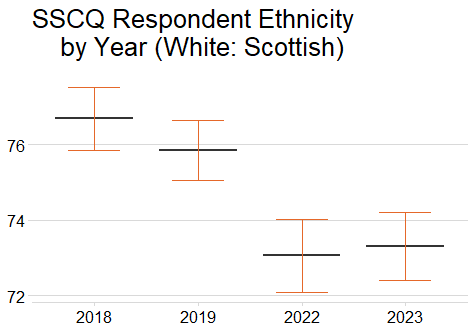 SSCQ Respondent Ethnicity
by Year (White: Scottish)
76
74
72
2018 2019 2022 2023